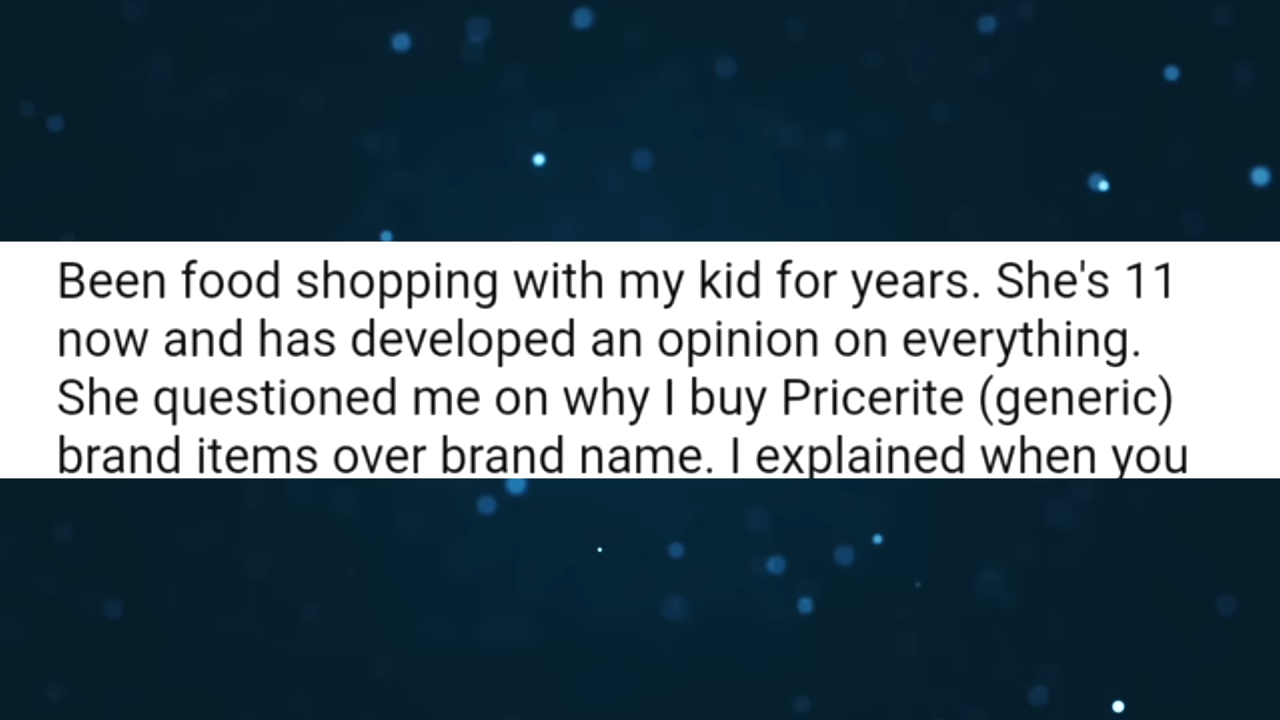 Been food shopping with my kid for years. She's 11
now and has developed an opinion on everything.
She questioned me on why I buy Pricerite (generic)
brand items over brand name. I explained when you